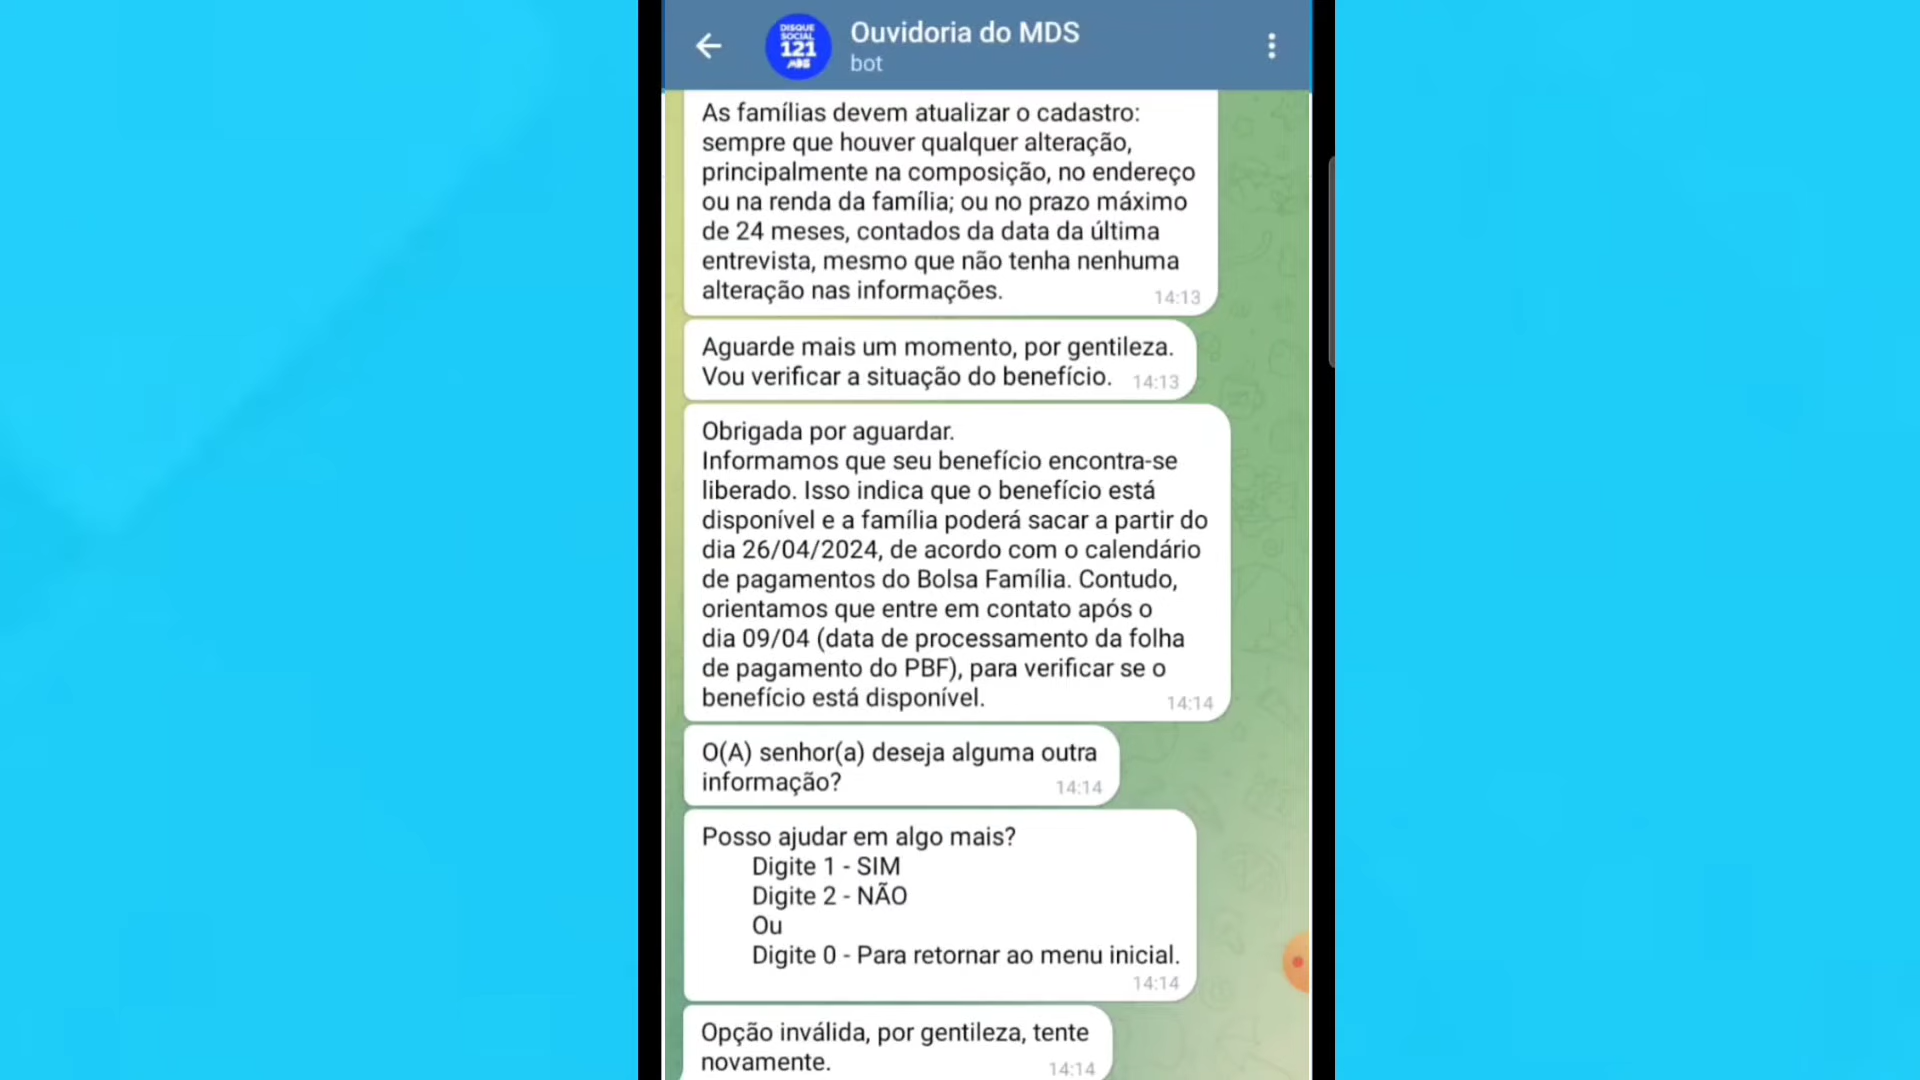 DISQUE
SOCIAL
121
MDS
Ouvidoria do MDS
bot
As famílias devem atualizar o cadastro:
sempre que houver qualquer alteração,
principalmente na composição, no endereço
ou na renda da família; ou no prazo máximo
de 24 meses, contados da data da última
entrevista, mesmo que não tenha nenhuma
alteração nas informações.
14:13
Aguarde mais um momento, por gentileza.
Vou verificar a situação do benefício.
14:13
Obrigada por aguardar.
Informamos que seu benefício encontra-se
liberado. Isso indica que o benefício está
disponível e a família poderá sacar a partir do
dia 26/04/2024, de acordo com o calendário
de pagamentos do Bolsa Família. Contudo,
orientamos que entre em contato após o
dia 09/04 (data de processamento da folha
de pagamento do PBF), para verificar se o
benefício está disponível.
14:14
O(A) senhor(a) deseja alguma outra
informação?
14:14
Posso ajudar em algo mais?
Digite 1 - SIM
Digite 2 - NÃO
Ou
Digite 0 - Para retornar ao menu inicial.
14:14
Opção inválida, por gentileza, tente
novamente.
14:14